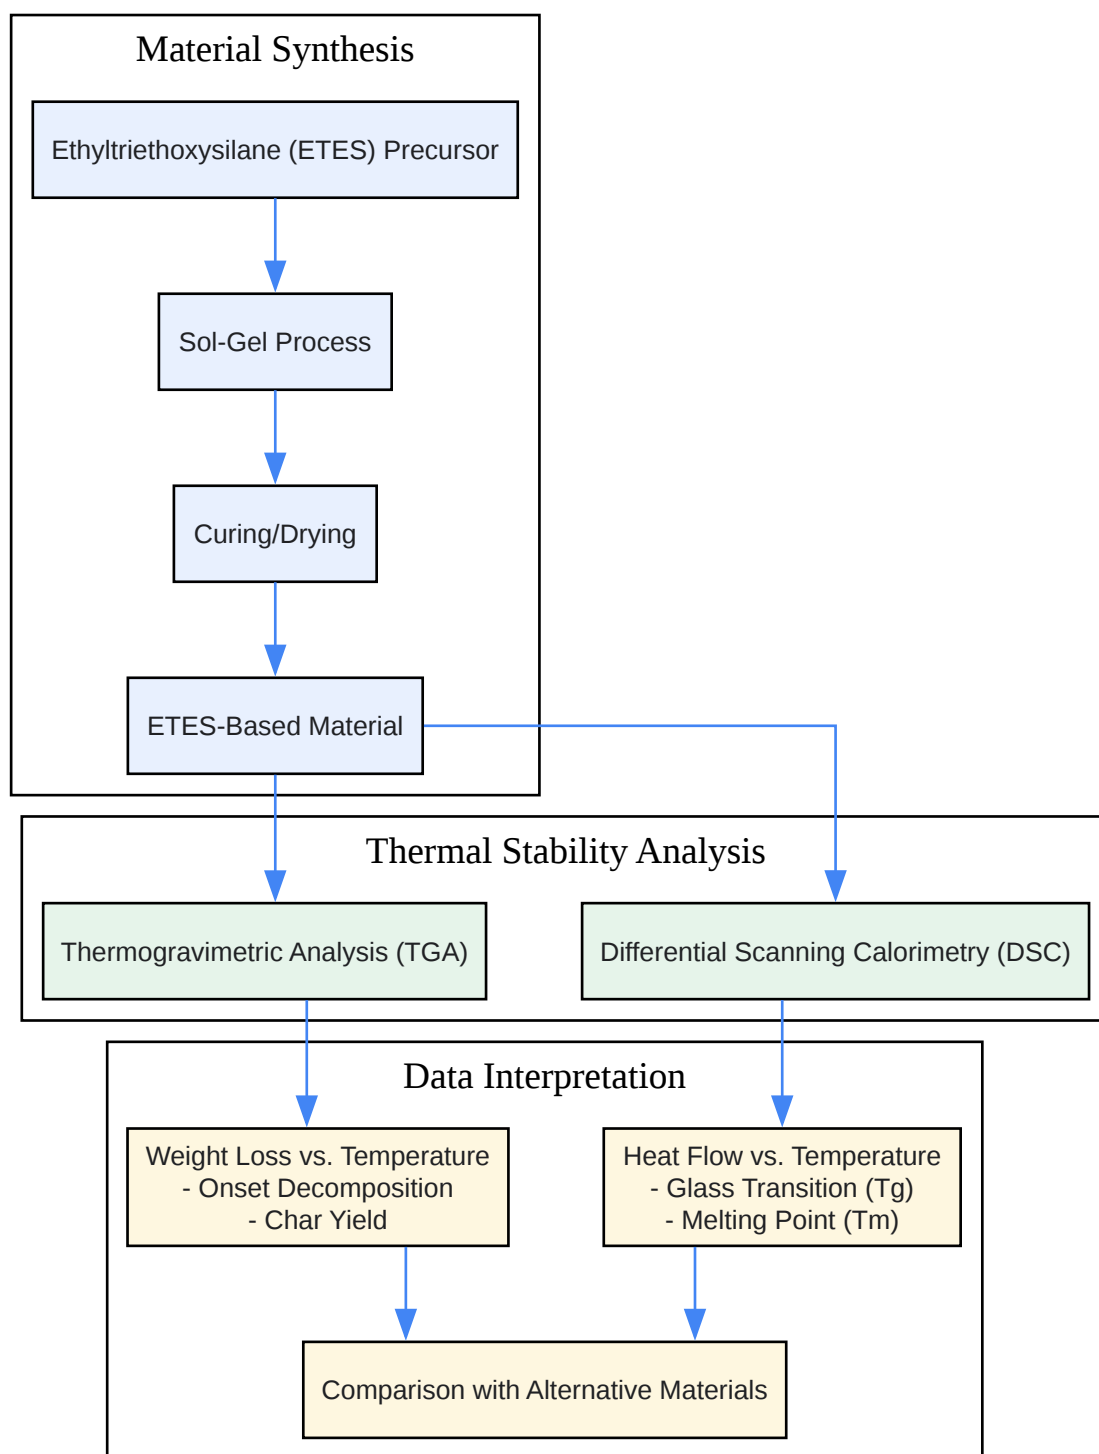 Material Synthesis
Ethyltriethoxysilane (ETES) Precursor
Sol-Gel Process
Curing/Drying
ETES-Based Material
Thermal Stability Analysis
Thermogravimetric Analysis (TGA)
Differential Scanning Calorimetry (DSC)
Data Interpretation
Weight Loss vs. Temperature
- Onset Decomposition
- Char Yield
Heat Flow vs. Temperature
- Glass Transition (Tg)
- Melting Point (Tm)
Comparison with Alternative Materials